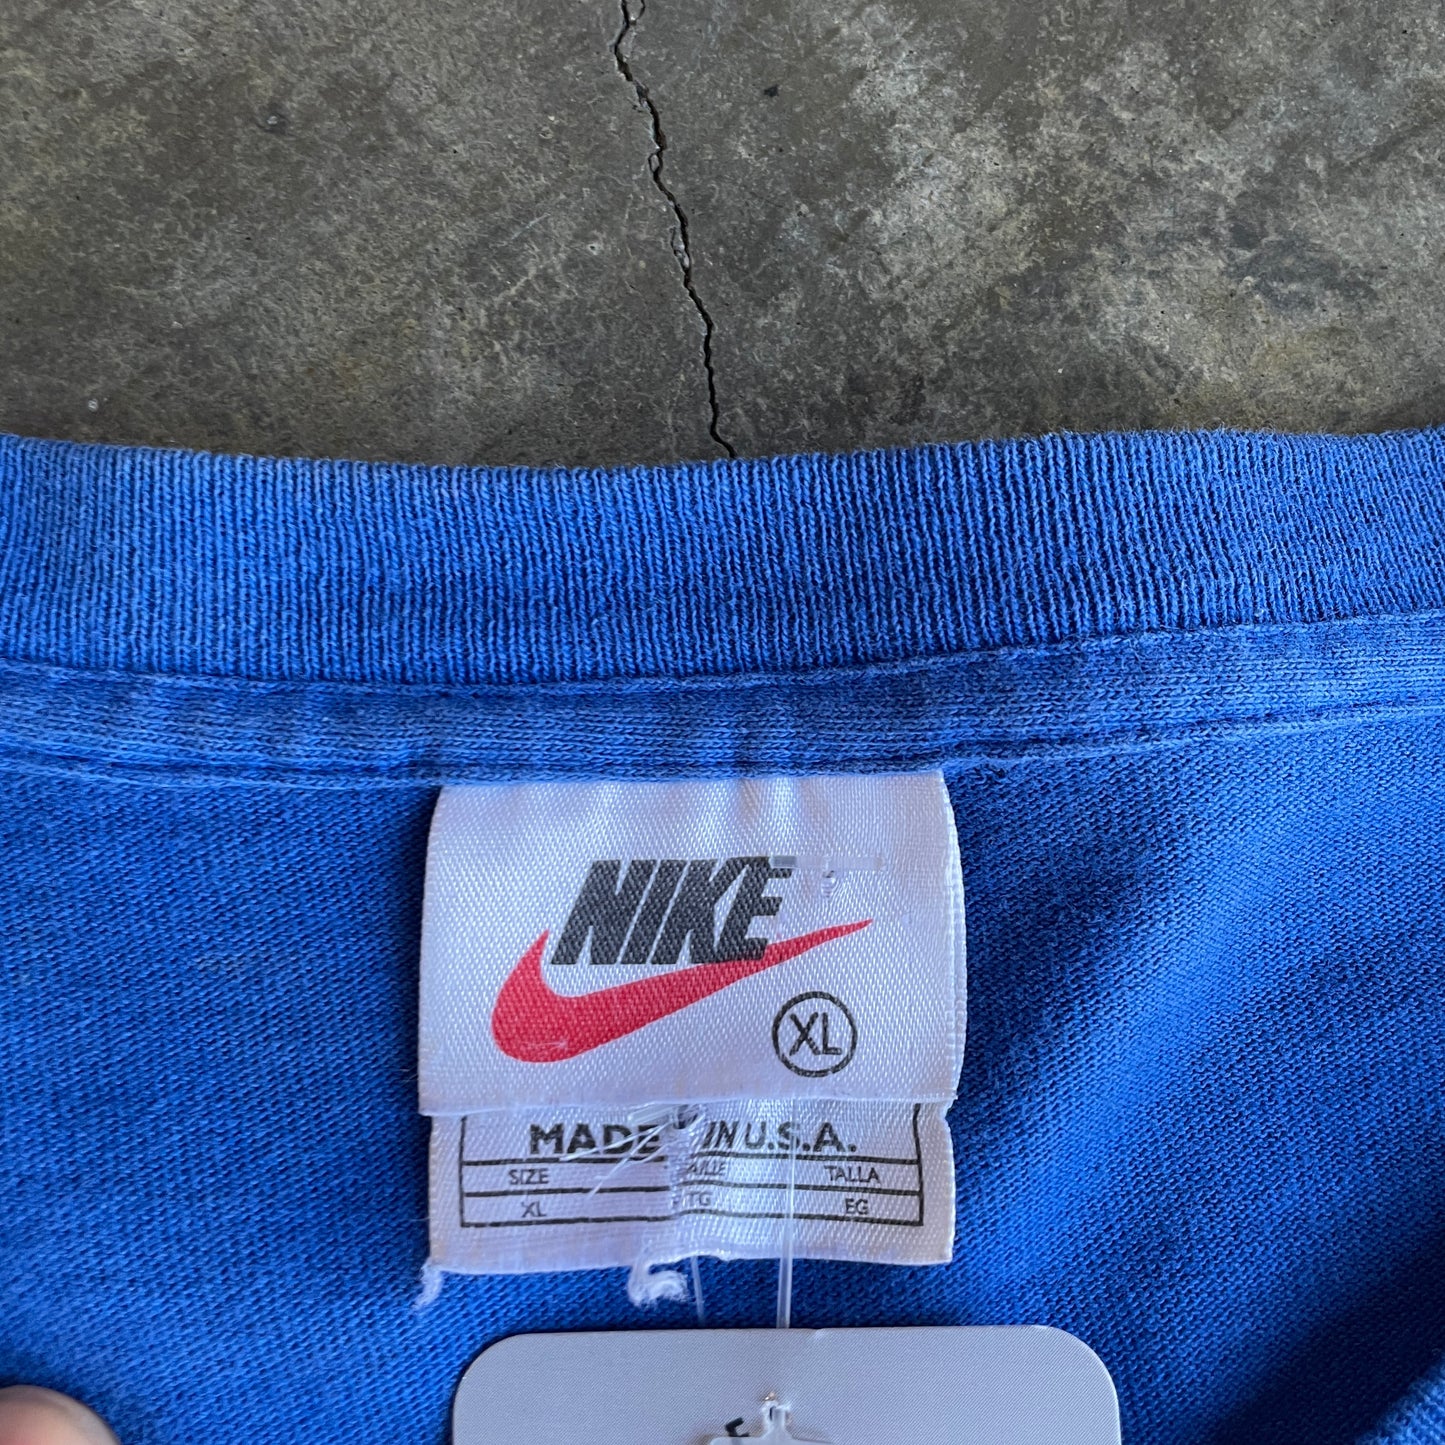 NIKE
XL
MADE IN U.S.A.
SIZE TALLA
XL EG